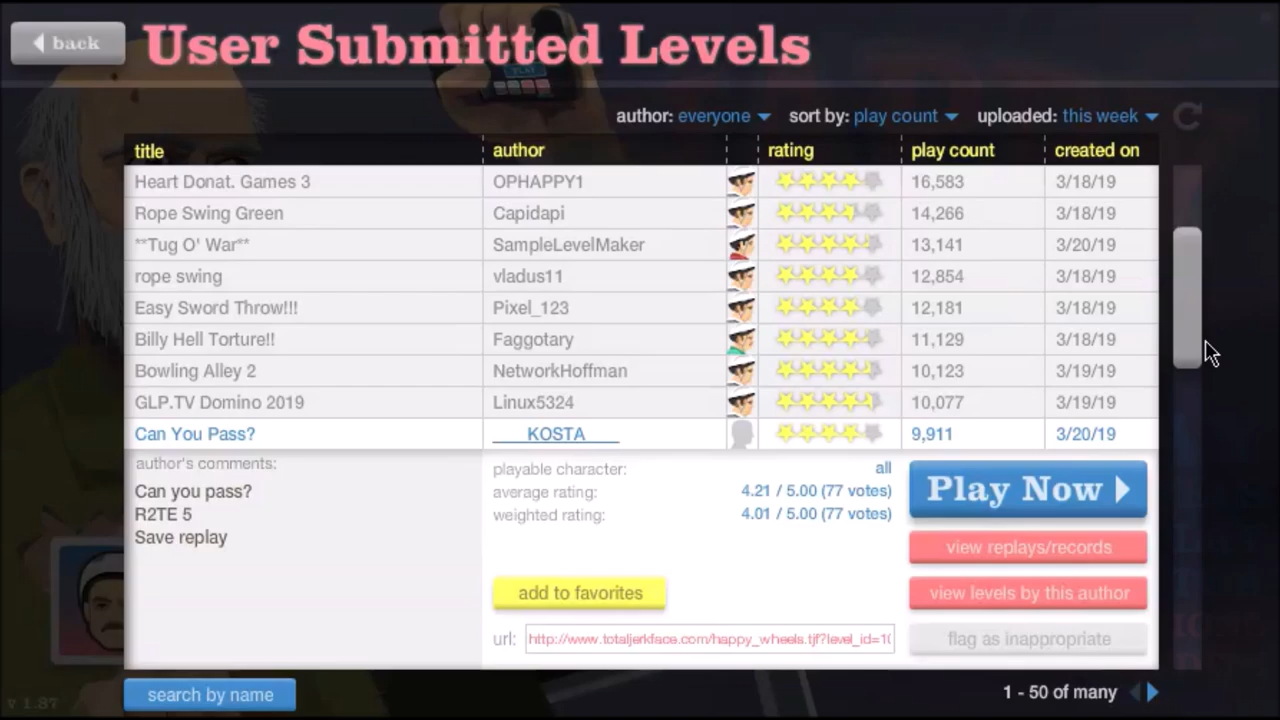 back
User Submitted Levels
PLAY
author: everyone sort by: play count uploaded: this week
title author rating play count created on
Heart Donat. Games 3 OPHAPPY1 16,583 3/18/19
Rope Swing Green Capidapi 14,266 3/18/19
**Tug O' War** SampleLevelMaker 13,141 3/20/19
rope swing vladus11 12,854 3/18/19
Easy Sword Throw!!! Pixel_123 12,181 3/18/19
Billy Hell Torture!! Faggotary 11,129 3/18/19
Bowling Alley 2 NetworkHoffman 10,123 3/19/19
GLP.TV Domino 2019 Linux5324 10,077 3/19/19
Can You Pass? ____KOSTA____ 9,911 3/20/19
author's comments:
Can you pass?
R2TE 5
Save replay
playable character: all
average rating: 4.21 / 5.00 (77 votes)
weighted rating: 4.01 / 5.00 (77 votes)
add to favorites
url: http://www.totaljerkface.com/happy_wheels.tjf?level_id=1(
Play Now
view replays/records
view levels by this author
flag as inappropriate
search by name
1 - 50 of many
v 1.87